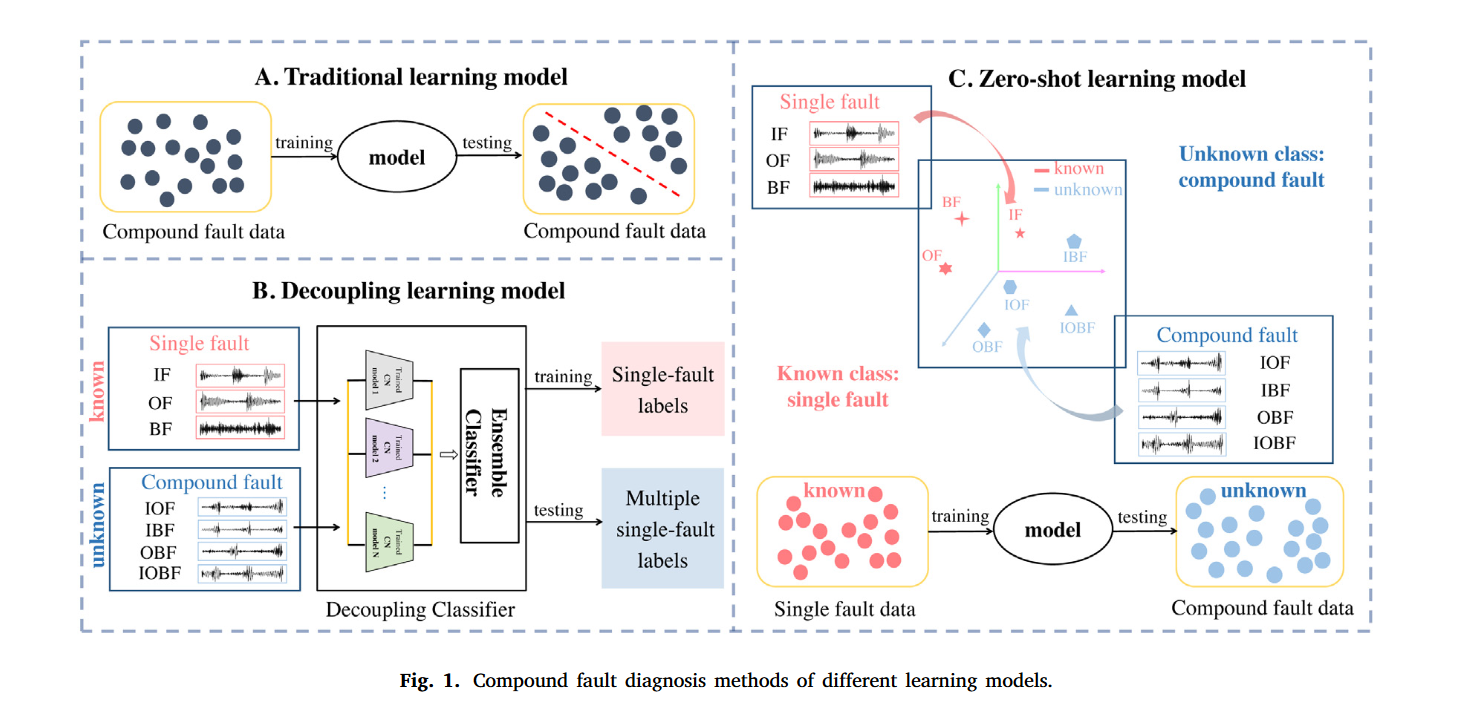 A. Traditional learning model
training
model
testing
Compound fault data
Compound fault data
B. Decoupling learning model
known
Single fault
IF
OF
BF
unknown
Compound fault
IOF
IBF
OBF
IOBF
Trained
CN
model 1
Trained
CN
model 2
...
Trained
CN
model N
Ensemble
Classifier
Decoupling Classifier
training
Single-fault
labels
testing
Multiple
single-fault
labels
C. Zero-shot learning model
Single fault
IF
OF
BF
Unknown class:
compound fault
known
unknown
BF
IF
OF
IBF
IOF
IOBF
OBF
Compound fault
IOF
IBF
OBF
IOBF
Known class:
single fault
known
training
model
testing
unknown
Single fault data
Compound fault data
Fig. 1. Compound fault diagnosis methods of different learning models.